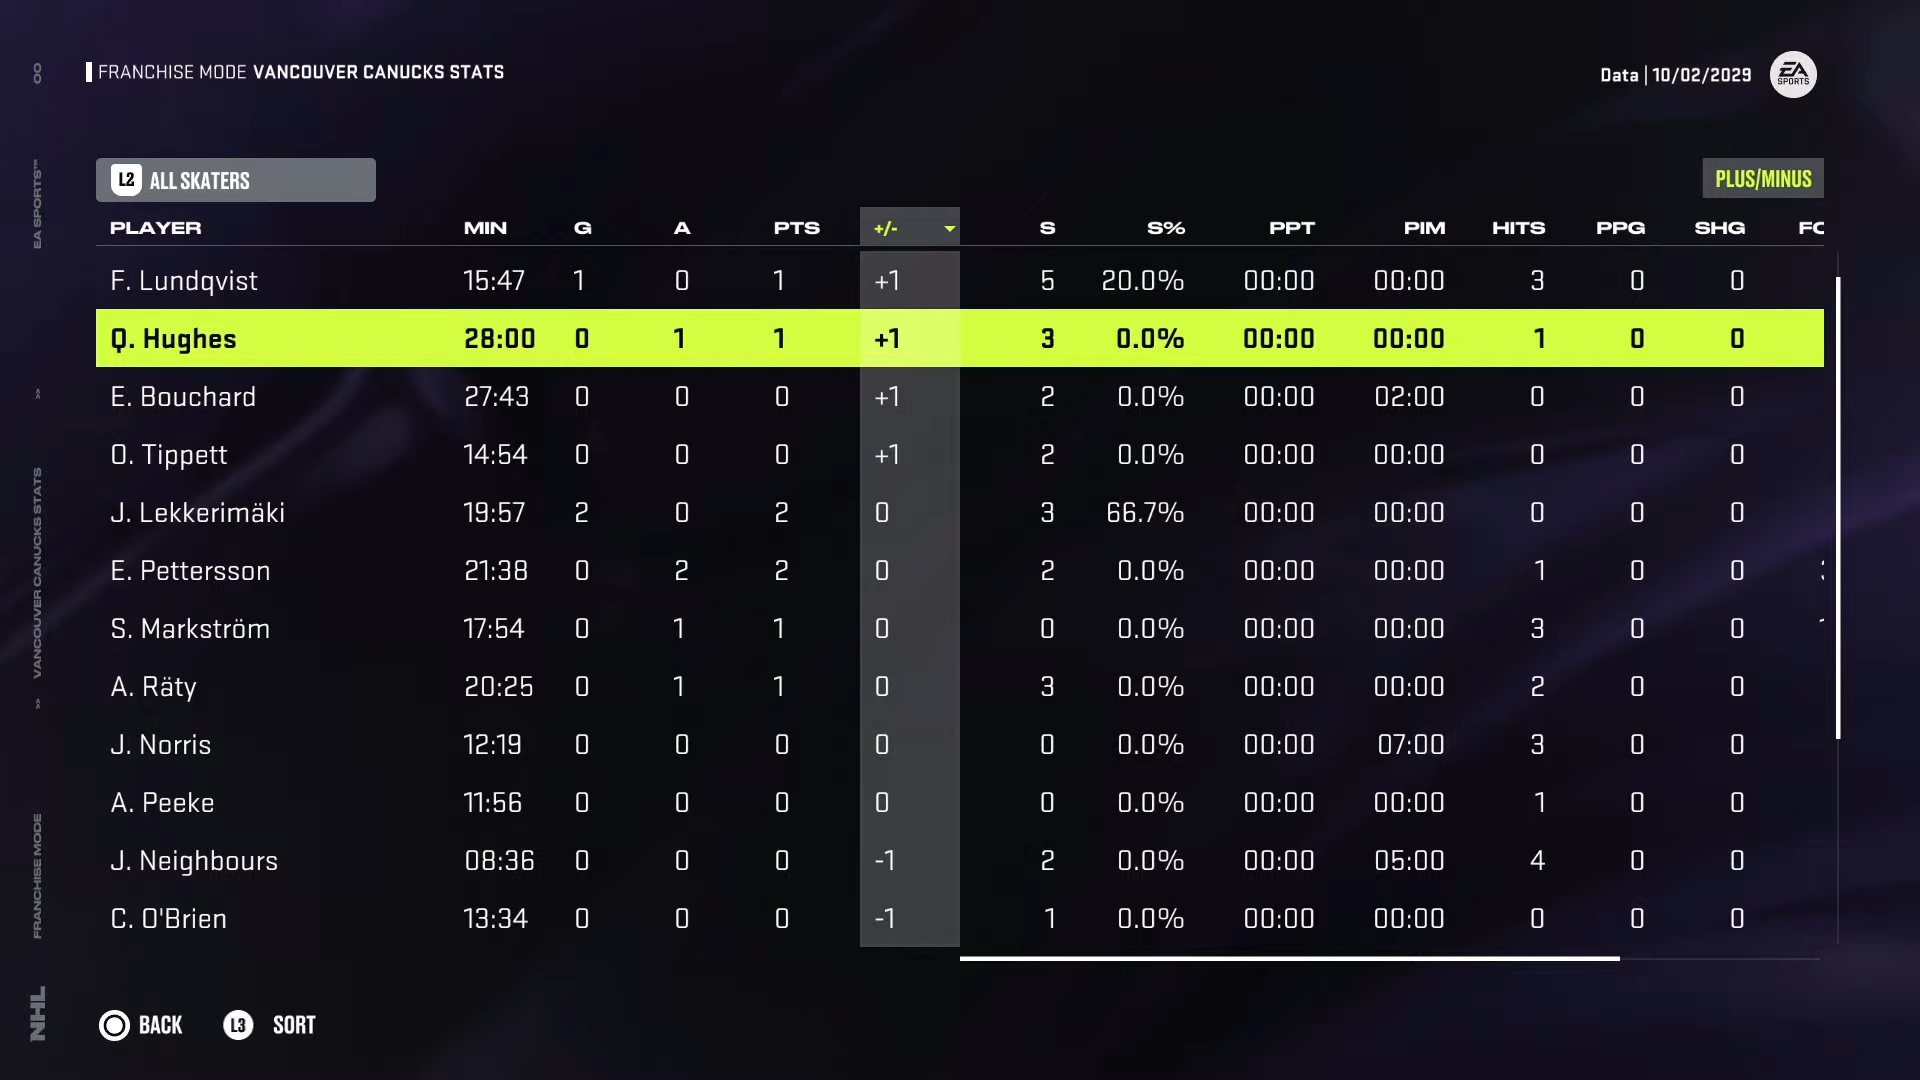 FRANCHISE MODE VANCOUVER CANUCKS STATS
Data | 10/02/2029
EA SPORTS
L2 ALL SKATERS
PLUS/MINUS
PLAYER MIN G A PTS +/- S S% PPT PIM HITS PPG SHG
F. Lundqvist 15:47 1 0 1 +1 5 20.0% 00:00 00:00 3 0 0
Q. Hughes 28:00 0 1 1 +1 3 0.0% 00:00 00:00 1 0 0
E. Bouchard 27:43 0 0 0 +1 2 0.0% 00:00 02:00 0 0 0
O. Tippett 14:54 0 0 0 +1 2 0.0% 00:00 00:00 0 0 0
J. Lekkerimäki 19:57 2 0 2 0 3 66.7% 00:00 00:00 0 0 0
E. Pettersson 21:38 0 2 2 0 2 0.0% 00:00 00:00 1 0 0
S. Markström 17:54 0 1 1 0 0 0.0% 00:00 00:00 3 0 0
A. Räty 20:25 0 1 1 0 3 0.0% 00:00 00:00 2 0 0
J. Norris 12:19 0 0 0 0 0 0.0% 00:00 07:00 3 0 0
A. Peeke 11:56 0 0 0 0 0 0.0% 00:00 00:00 1 0 0
J. Neighbours 08:36 0 0 0 -1 2 0.0% 00:00 05:00 4 0 0
C. O'Brien 13:34 0 0 0 -1 1 0.0% 00:00 00:00 0 0 0
BACK L3 SORT
NHL FRANCHISE MODE >> VANCOUVER CANUCKS STATS >> EA SPORTS™